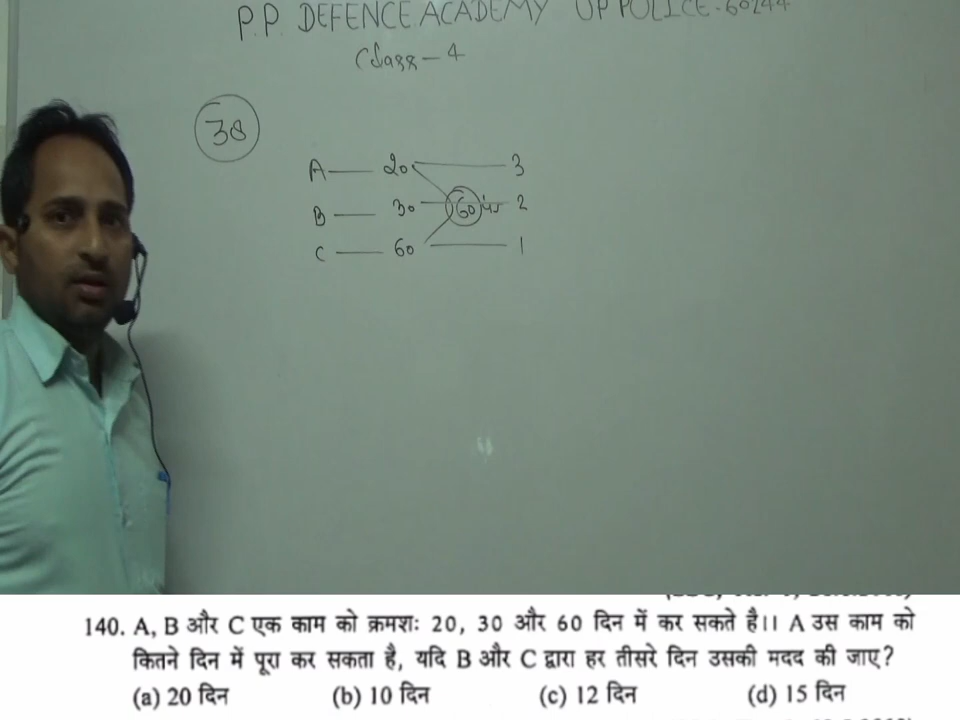 P.P. DEFENCE ACADEMY UP POLICE-60244
Class-4
38
A — 20 3
B — 30 60 2
C — 60 1
140. A, B और C एक काम को क्रमशः 20, 30 और 60 दिन में कर सकते है।। A उस काम को
कितने दिन में पूरा कर सकता है, यदि B और C द्वारा हर तीसरे दिन उसकी मदद की जाए?
(a) 20 दिन (b) 10 दिन (c) 12 दिन (d) 15 दिन